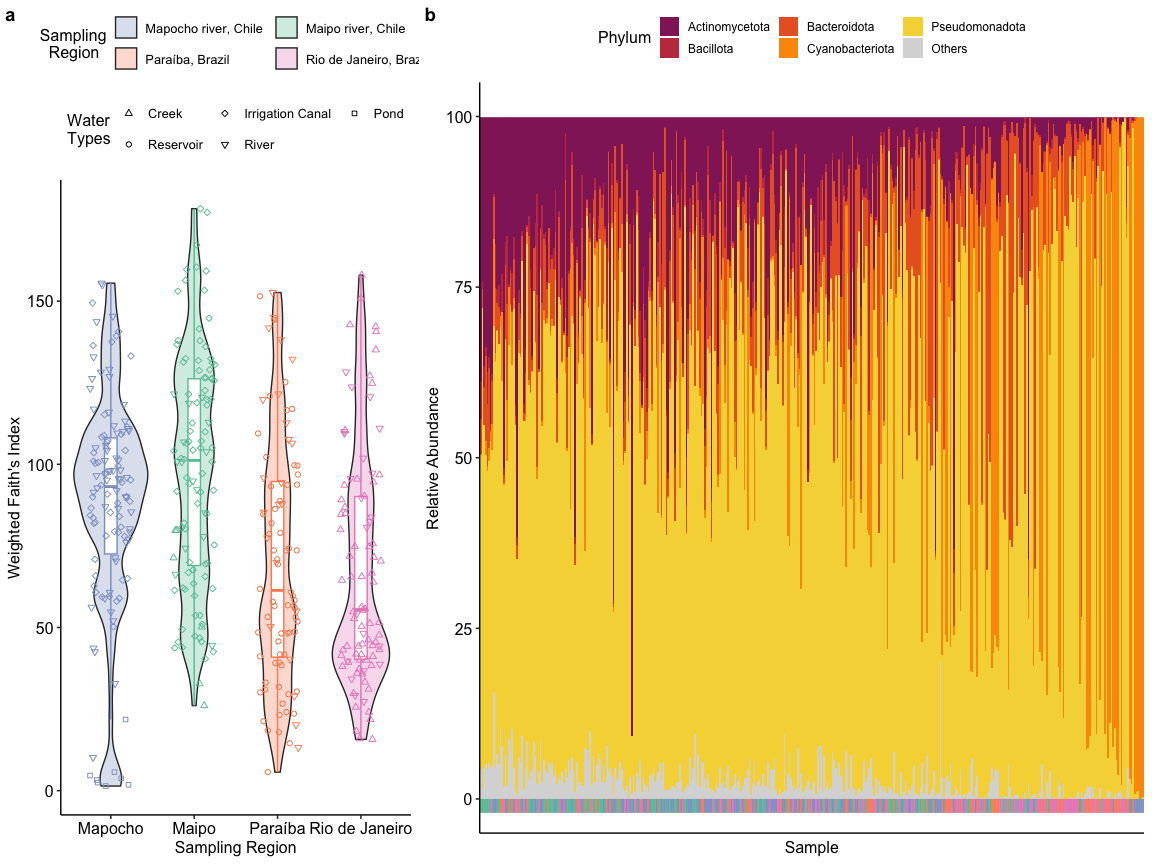 a
Sampling
Region
Mapocho river, Chile
Maipo river, Chile
Paraíba, Brazil
Rio de Janeiro, Braz
Water
Types
Creek
Irrigation Canal
Pond
Reservoir
River
Weighted Faith's Index
150
100
50
0
Mapocho
Maipo
Paraíba
Rio de Janeiro
Sampling Region
b
Phylum
Actinomycetota
Bacteroidota
Pseudomonadota
Bacillota
Cyanobacteriota
Others
Relative Abundance
100
75
50
25
0
Sample